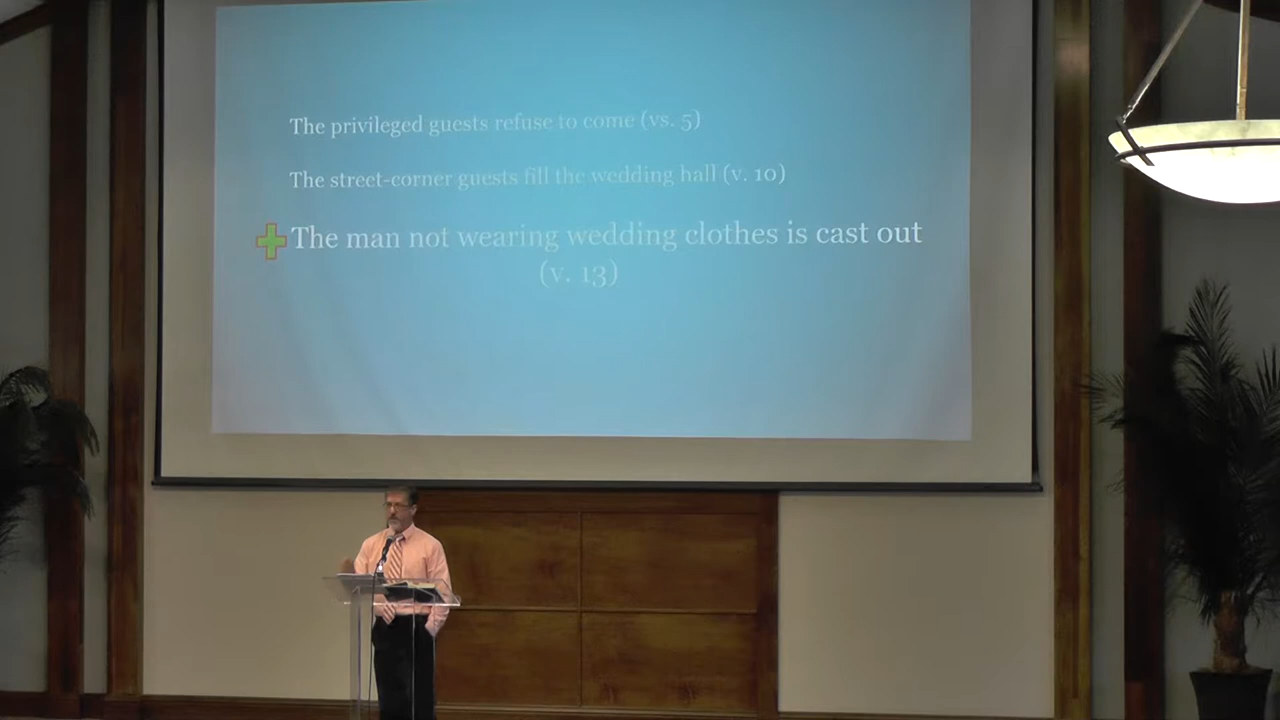 The privileged guests refuse to come (vs. 5)
The street-corner guests fill the wedding hall (v. 10)
The man not wearing wedding clothes is cast out
(v. 13)